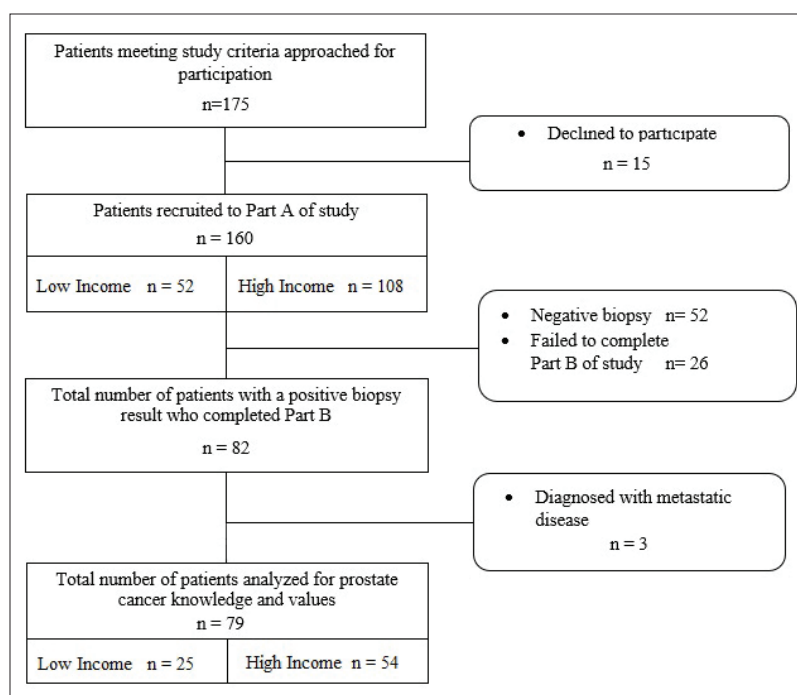 Patients meeting study criteria approached for
participation
n=175
• Declined to participate
n = 15
Patients recruited to Part A of study
n = 160
Low Income n = 52
High Income n = 108
• Negative biopsy n= 52
• Failed to complete
Part B of study n= 26
Total number of patients with a positive biopsy
result who completed Part B
n = 82
• Diagnosed with metastatic
disease
n = 3
Total number of patients analyzed for prostate
cancer knowledge and values
n = 79
Low Income n = 25
High Income n = 54